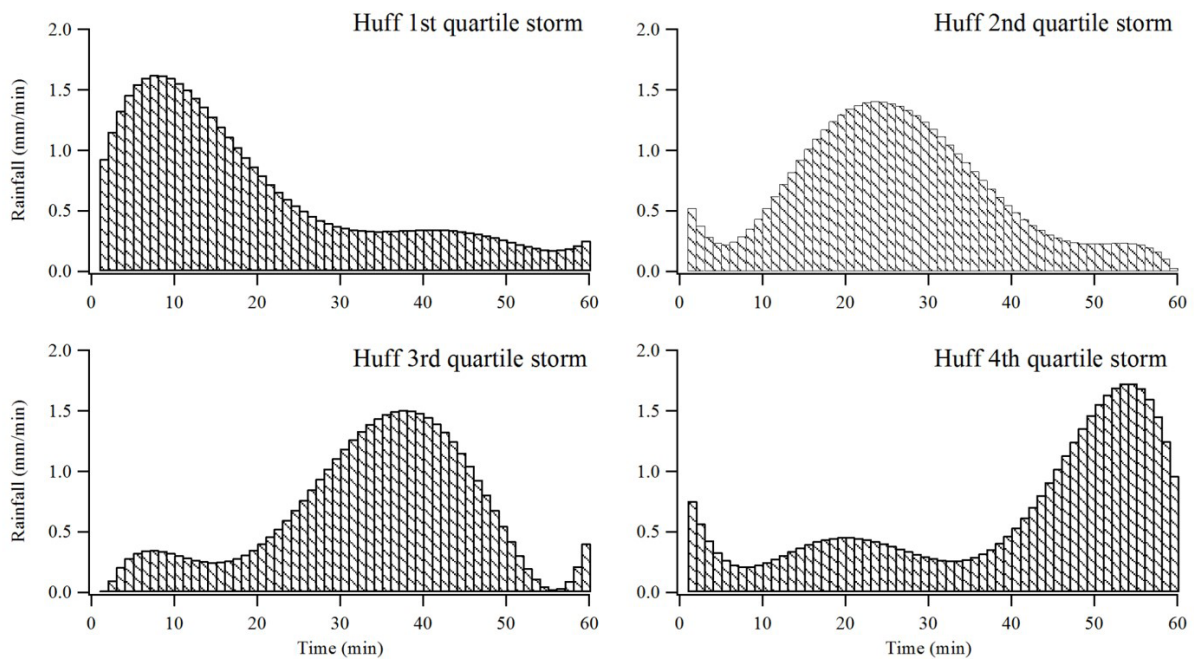 Huff 1st quartile storm
2.0
1.5
1.0
0.5
0.0
Rainfall (mm/min)
0 10 20 30 40 50 60
Huff 2nd quartile storm
2.0
1.5
1.0
0.5
0.0
0 10 20 30 40 50 60
Huff 3rd quartile storm
2.0
1.5
1.0
0.5
0.0
Rainfall (mm/min)
0 10 20 30 40 50 60
Time (min)
Huff 4th quartile storm
2.0
1.5
1.0
0.5
0.0
0 10 20 30 40 50 60
Time (min)